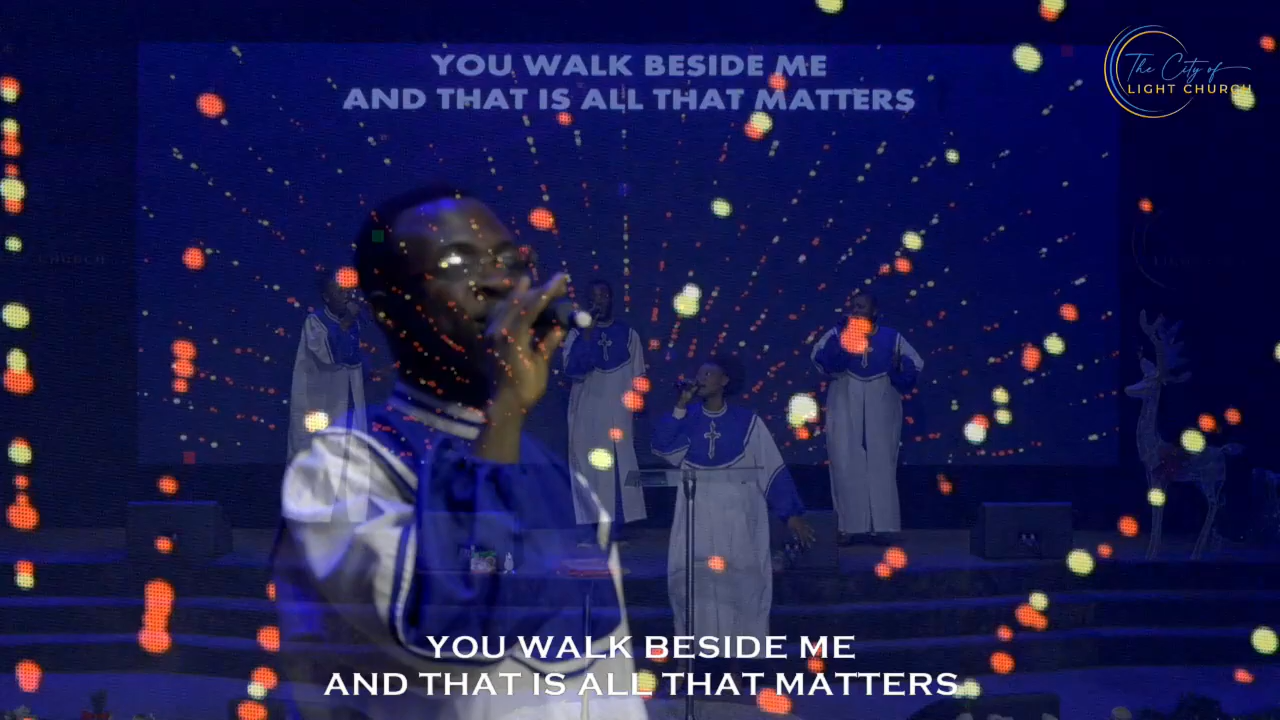 YOU WALK BESIDE ME
AND THAT IS ALL THAT MATTERS
The City of
LIGHT CHURCH
CHURCH
YOU WALK BESIDE ME
AND THAT IS ALL THAT MATTERS